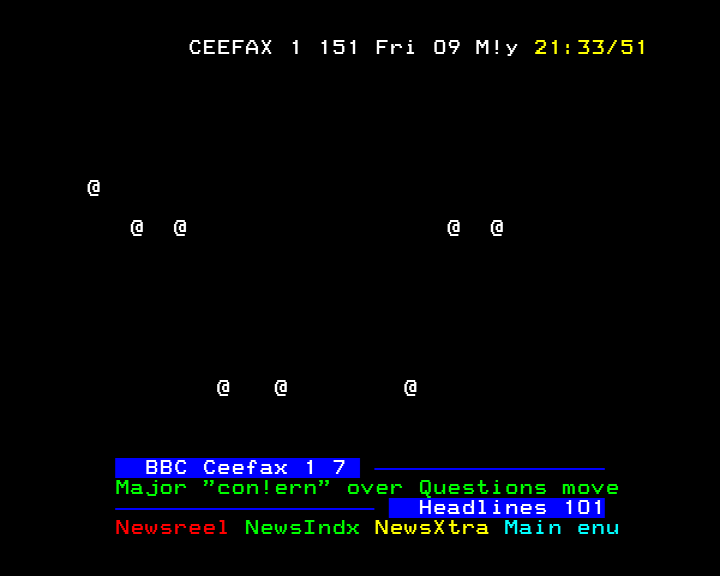 CEEFAX 1 151 Fri 09 M!y 21:33/51
@
@ @ @ @
@ @ @
BBC Ceefax 1 7
Major ”con!ern” over Questions move
Headlines 101
Newsreel NewsIndx NewsXtra Main enu